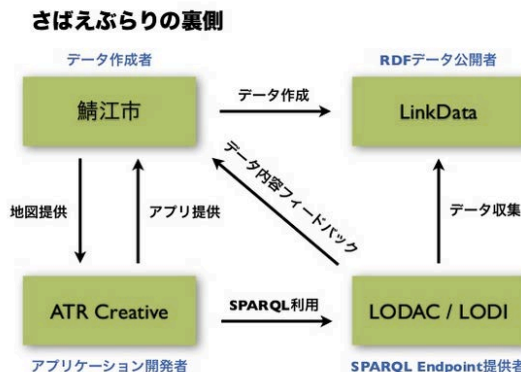 さばえぶらりの裏側
データ作成者
RDFデータ公開者
鯖江市
データ作成
LinkData
地図提供
アプリ提供
データ内容フィードバック
データ収集
ATR Creative
SPARQL利用
LODAC / LODI
アプリケーション開発者
SPARQL Endpoint提供者